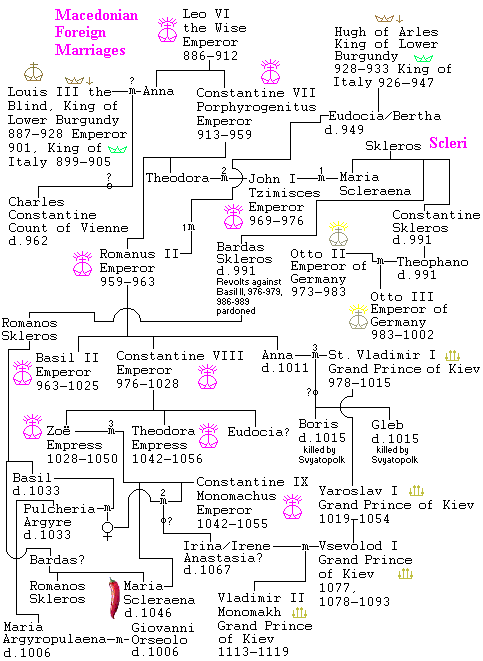 Macedonian
Foreign
Marriages
Leo VI
the Wise
Emperor
886-912
Hugh of Arles
King of Lower
Burgundy
928-933 King of
Italy 926-947
?
Louis III the
Blind, King of
Lower Burgundy
887-928 Emperor
901, King of
Italy 899-905
m
Anna
Constantine VII
Porphyrogenitus
Emperor
913-959
Eudocia/Bertha
d.949
Skleros
Scleri
?
o
Theodora
2
m
John I
Tzimisces
Emperor
969-976
1
m
Maria
Scleraena
Charles
Constantine
Count of Vienne
d.962
Constantine
Skleros
d.991
1m
Romanus II
Emperor
959-963
Bardas
Skleros
d.991
Revolts against
Basil II, 976-979,
986-989
pardoned
Otto II
Emperor of
Germany
973-983
m
Theophano
d.991
Otto III
Emperor of
Germany
983-1002
Romanos
Skleros
Basil II
Emperor
963-1025
Constantine VIII
Emperor
976-1028
Anna
d.1011
3
m
St. Vladimir I
Grand Prince of Kiev
978-1015
?o
Zoë
Empress
1028-1050
3
m
Theodora
Empress
1042-1056
Eudocia?
Boris
d.1015
killed by
Svyatopolk
Gleb
d.1015
killed by
Svyatopolk
Basil
d.1033
Pulcheria
Argyre
d.1033
m
2
m
Constantine IX
Monomachus
Emperor
1042-1055
Yaroslav I
Grand Prince of Kiev
1019-1054
o?
Bardas?
Irina/Irene
Anastasia?
d.1067
m
Vsevolod I
Grand Prince
of Kiev
1077,
1078-1093
Romanos
Skleros
Maria
Scleraena
d.1046
Vladimir II
Monomakh
Grand Prince
of Kiev
1113-1119
Maria
Argyropulaena
d.1006
m
Giovanni
Orseolo
d.1006